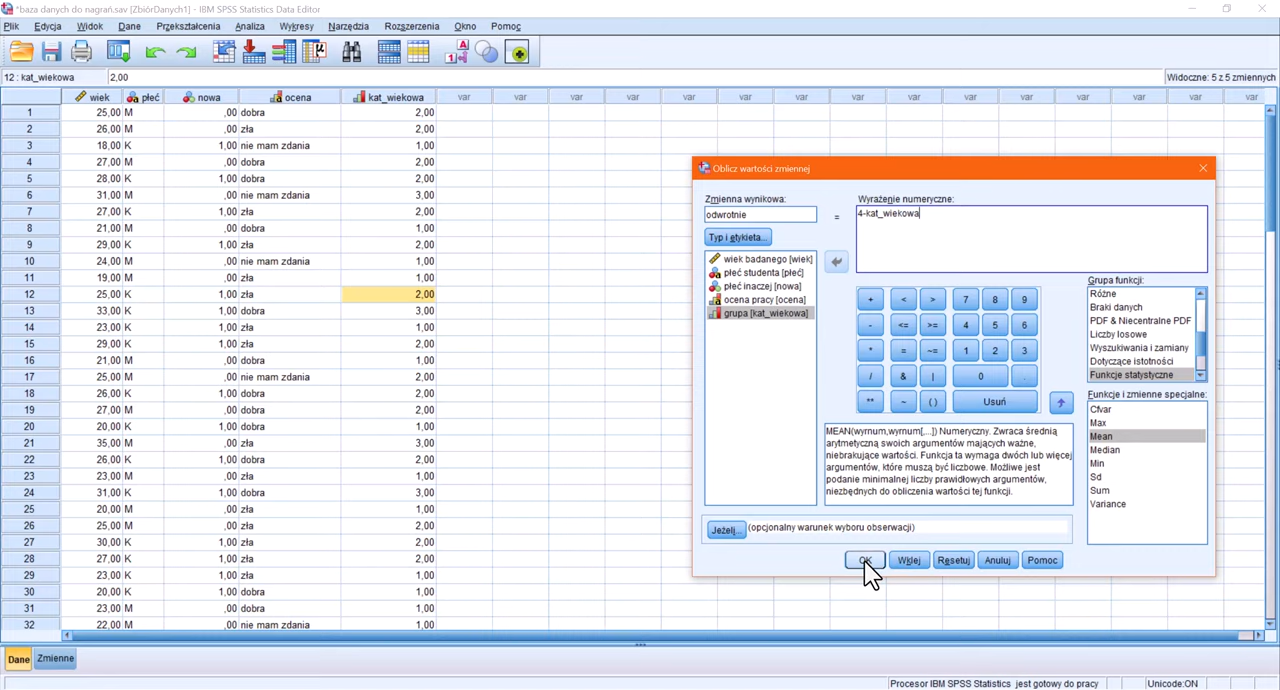 *baza danych do nagrań.sav [ZbiórDanych1] - IBM SPSS Statistics Data Editor
Plik Edycja Widok Dane Przekształcenia Analiza Wykresy Narzędzia Rozszerzenia Okno Pomoc
12 : kat_wiekowa 2,00 Widoczne: 5 z 5 zmiennych
wiek płeć nowa ocena kat_wiekowa var var var var var var var var var var var var var var var
1 25,00 M ,00 dobra 2,00
2 26,00 M ,00 zła 2,00
3 18,00 K 1,00 nie mam zdania 1,00
4 27,00 M ,00 dobra 2,00
5 28,00 K 1,00 dobra 2,00
6 31,00 M ,00 nie mam zdania 3,00
7 27,00 K 1,00 zła 2,00
8 21,00 M ,00 dobra 1,00
9 29,00 K 1,00 zła 2,00
10 24,00 M ,00 nie mam zdania 1,00
11 19,00 M ,00 zła 1,00
12 25,00 K 1,00 zła 2,00
13 33,00 K 1,00 dobra 3,00
14 23,00 K 1,00 zła 1,00
15 29,00 K 1,00 zła 2,00
16 21,00 M ,00 dobra 1,00
17 25,00 M ,00 nie mam zdania 2,00
18 26,00 K 1,00 dobra 2,00
19 27,00 M ,00 dobra 2,00
20 20,00 K 1,00 dobra 1,00
21 35,00 M ,00 zła 3,00
22 26,00 K 1,00 dobra 2,00
23 23,00 M ,00 zła 1,00
24 31,00 K 1,00 dobra 3,00
25 20,00 M ,00 zła 1,00
26 25,00 M ,00 zła 2,00
27 30,00 K 1,00 zła 2,00
28 27,00 K 1,00 dobra 2,00
29 23,00 K 1,00 zła 1,00
30 20,00 K 1,00 dobra 1,00
31 23,00 M ,00 dobra 1,00
32 22,00 M ,00 nie mam zdania 1,00
Oblicz wartości zmiennej
Zmienna wynikowa:
odwrotnie
=
Wyrażenie numeryczne:
4-kat_wiekowa
Typ i etykieta...
wiek badanego [wiek]
płeć studenta [płeć]
płeć inaczej [nowa]
ocena pracy [ocena]
grupa [kat_wiekowa]
+ < > 7 8 9
- <= >= 4 5 6
* = ~= 1 2 3
/ & | 0 .
** ~ ( ) Usuń
Grupa funkcji:
Różne
Braki danych
PDF & Niecentralne PDF
Liczby losowe
Wyszukiwania i zamiany
Dotyczące istotności
Funkcje statystyczne
Funkcje i zmienne specjalne:
Cfvar
Max
Mean
Median
Min
Sd
Sum
Variance
MEAN(wyrnum,wyrnum[,...]) Numeryczny. Zwraca średnią
arytmetyczną swoich argumentów mających ważne,
niebrakujące wartości. Funkcja ta wymaga dwóch lub więcej
argumentów, które muszą być liczbowe. Możliwe jest
podanie minimalnej liczby prawidłowych argumentów,
niezbędnych do obliczenia wartości tej funkcji.
Jeżeli... (opcjonalny warunek wyboru obserwacji)
OK Wklej Resetuj Anuluj Pomoc
Dane Zmienne
Procesor IBM SPSS Statistics jest gotowy do pracy Unicode:ON